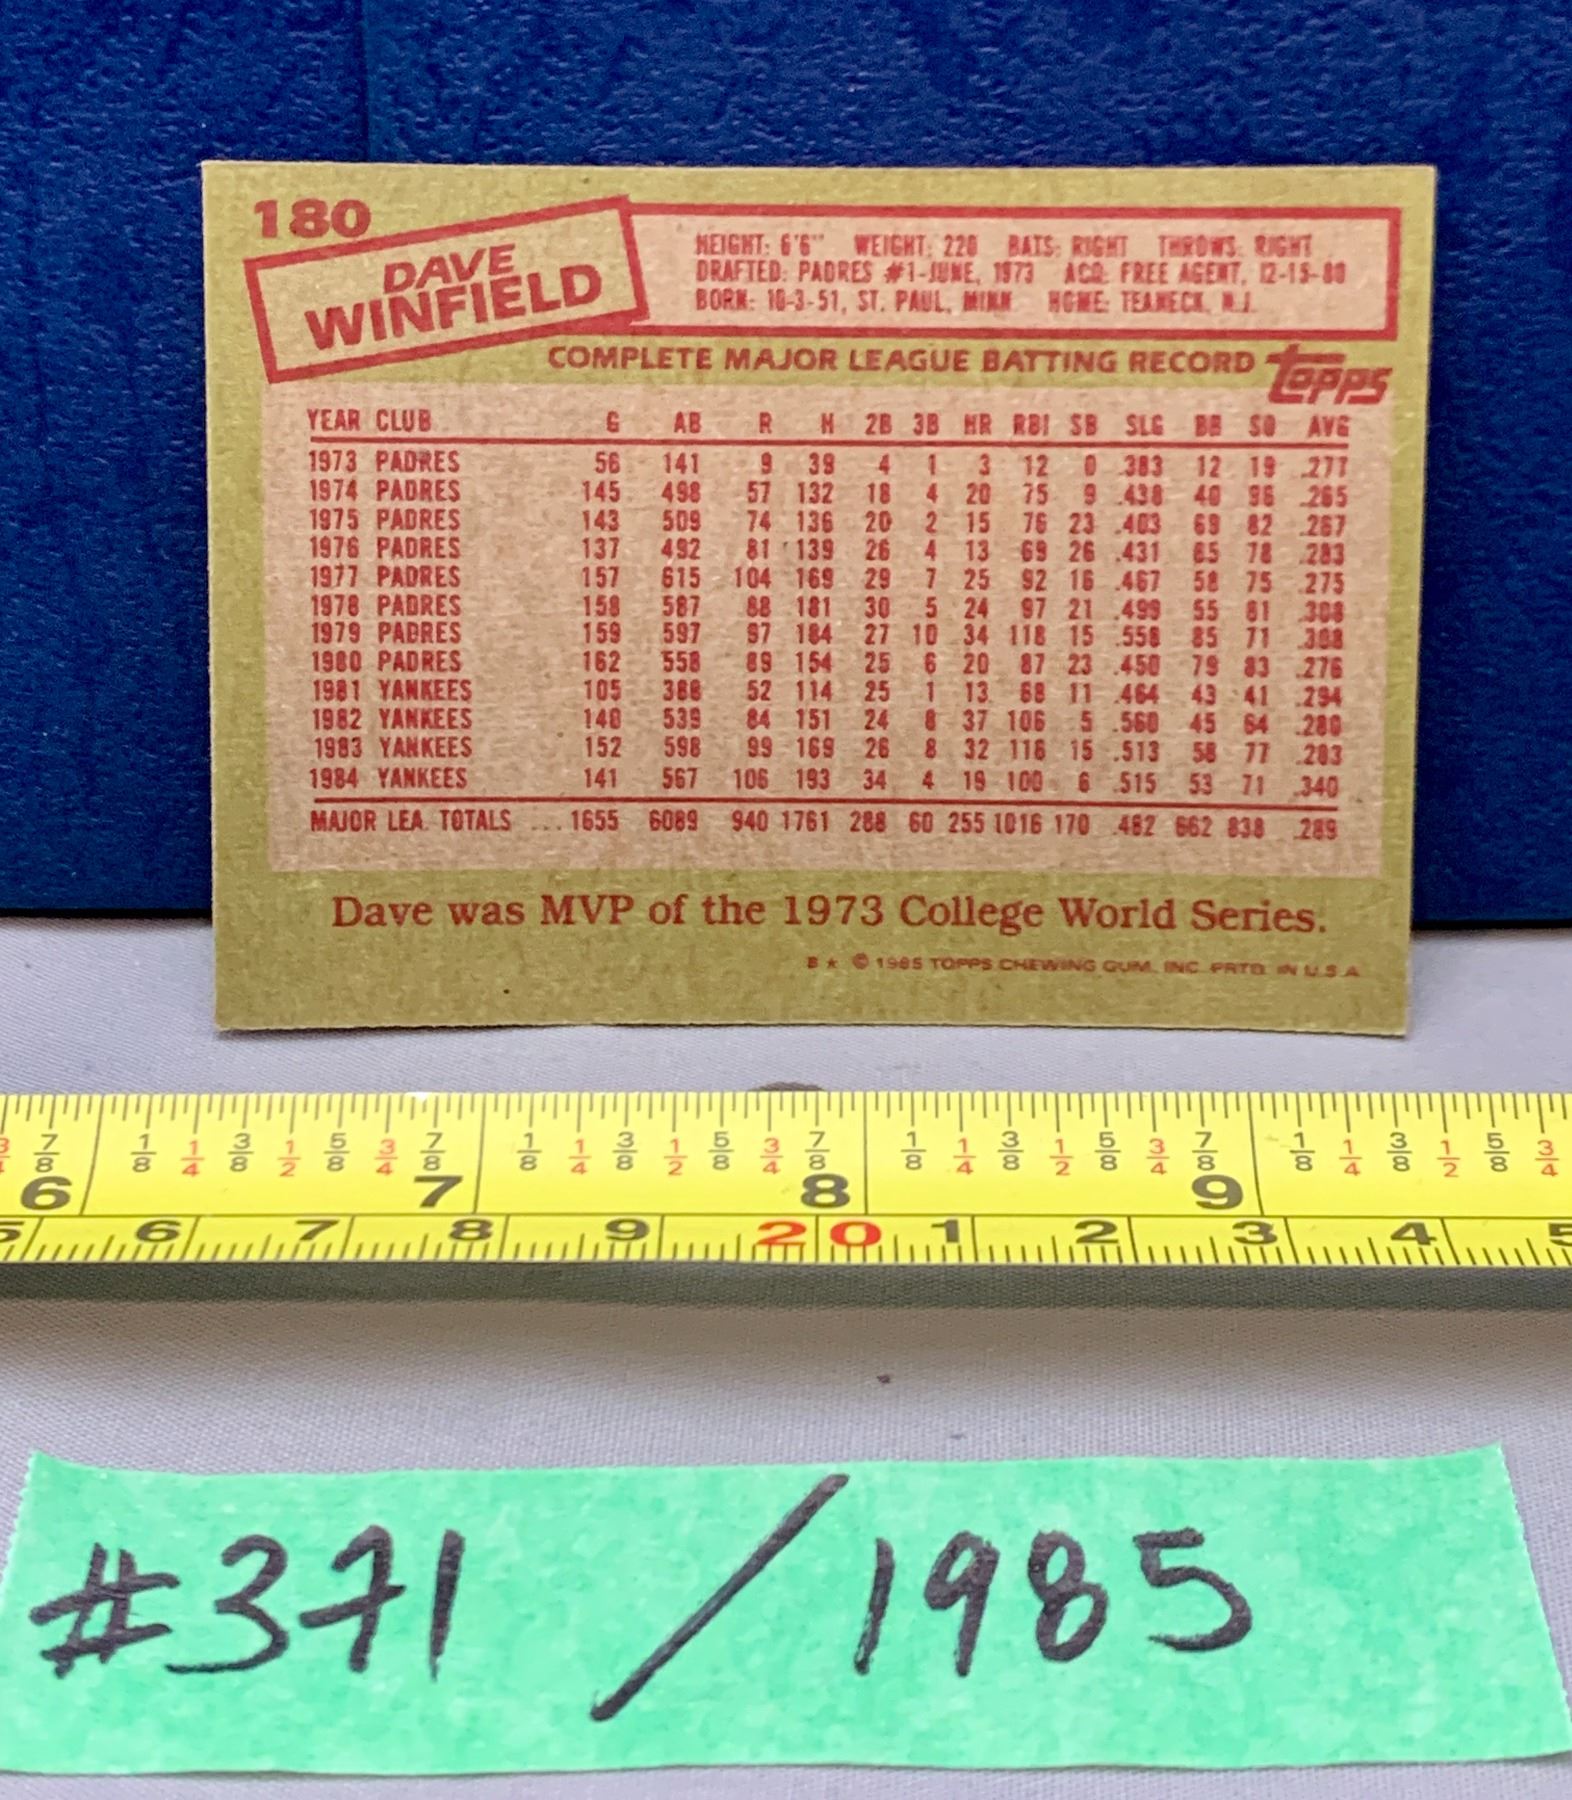 180
DAVE
WINFIELD
HEIGHT: 6'6" WEIGHT: 220 BATS: RIGHT THROWS: RIGHT
DRAFTED: PADRES #1-JUNE, 1973 ACQ: FREE AGENT, 12-15-80
BORN: 10-3-51, ST. PAUL, MINN HOME: TEANECK, N.J.
COMPLETE MAJOR LEAGUE BATTING RECORD topps
YEAR CLUB G AB R H 2B 3B HR RBI SB SLG BB SO AVG
1973 PADRES 56 141 9 39 4 1 3 12 0 .383 12 19 .277
1974 PADRES 145 498 57 132 18 4 20 75 9 .438 40 96 .265
1975 PADRES 143 509 74 136 20 2 15 76 23 .403 69 82 .267
1976 PADRES 137 492 81 139 26 4 13 69 26 .431 65 78 .283
1977 PADRES 157 615 104 169 29 7 25 92 16 .467 58 75 .275
1978 PADRES 158 587 88 181 30 5 24 97 21 .499 55 81 .308
1979 PADRES 159 597 97 184 27 10 34 118 15 .558 85 71 .308
1980 PADRES 162 558 89 154 25 6 20 87 23 .450 79 83 .276
1981 YANKEES 105 388 52 114 25 1 13 68 11 .464 43 41 .294
1982 YANKEES 140 539 84 151 24 8 37 106 5 .560 45 64 .280
1983 YANKEES 152 598 99 169 26 8 32 116 15 .513 58 77 .283
1984 YANKEES 141 567 106 193 34 4 19 100 6 .515 53 71 .340
MAJOR LEA. TOTALS ... 1655 6089 940 1761 288 60 255 1016 170 .482 662 838 .289
Dave was MVP of the 1973 College World Series.
B★ © 1985 TOPPS CHEWING GUM, INC. PRTD. IN U.S.A.
3/4 7/8 1/8 1/4 3/8 1/2 5/8 3/4 7/8 1/8 1/4 3/8 1/2 5/8 3/4 7/8 1/8 1/4 3/8 1/2 5/8 3/4 7/8 1/8 1/4 3/8 1/2 5/8 3/4
6 7 8 9
5 6 7 8 9 20 1 2 3 4 5
#371 / 1985